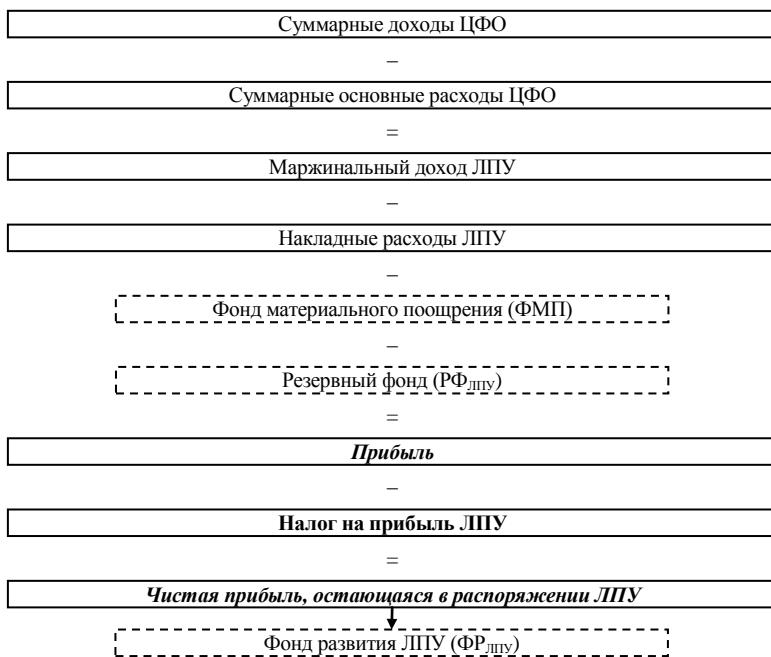 Суммарные доходы ЦФО
–
Суммарные основные расходы ЦФО
=
Маржинальный доход ЛПУ
–
Накладные расходы ЛПУ
–
Фонд материального поощрения (ФМП)
–
Резервный фонд (РФЛПУ)
=
Прибыль
–
Налог на прибыль ЛПУ
=
Чистая прибыль, остающаяся в распоряжении ЛПУ
Фонд развития ЛПУ (ФРЛПУ)